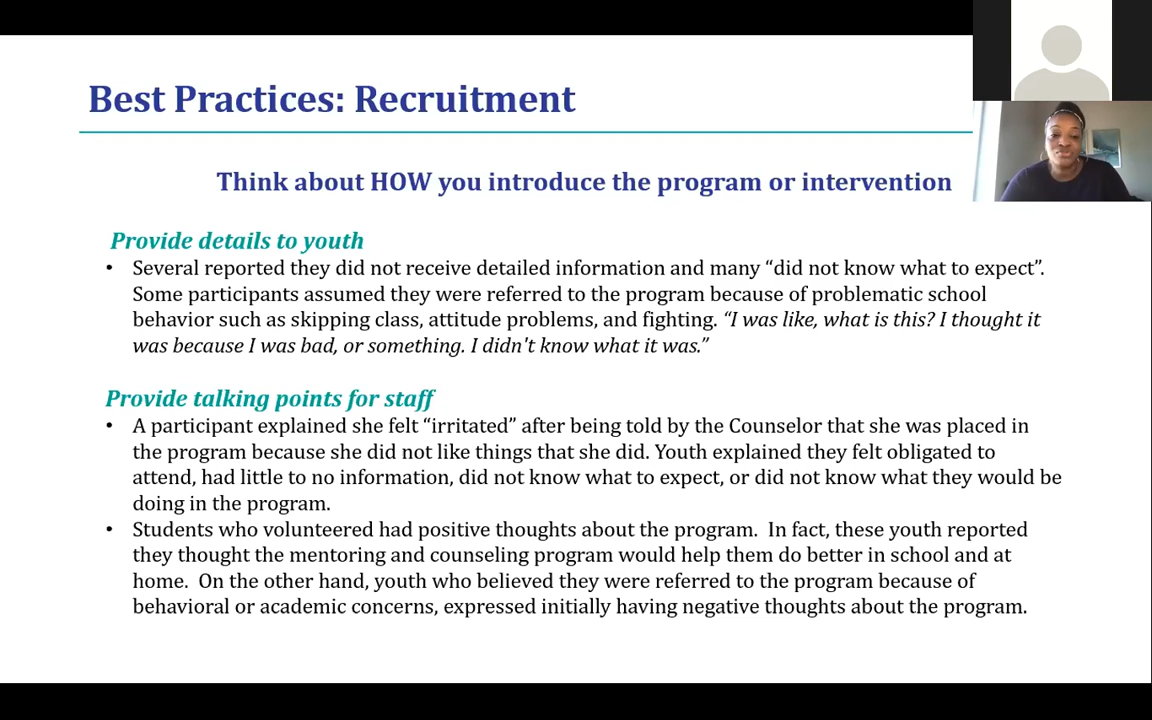 Best Practices: Recruitment
Think about HOW you introduce the program or intervention
Provide details to youth
• Several reported they did not receive detailed information and many “did not know what to expect”.
Some participants assumed they were referred to the program because of problematic school
behavior such as skipping class, attitude problems, and fighting. “I was like, what is this? I thought it
was because I was bad, or something. I didn't know what it was.”
Provide talking points for staff
• A participant explained she felt “irritated” after being told by the Counselor that she was placed in
the program because she did not like things that she did. Youth explained they felt obligated to
attend, had little to no information, did not know what to expect, or did not know what they would be
doing in the program.
• Students who volunteered had positive thoughts about the program.  In fact, these youth reported
they thought the mentoring and counseling program would help them do better in school and at
home.  On the other hand, youth who believed they were referred to the program because of
behavioral or academic concerns, expressed initially having negative thoughts about the program.